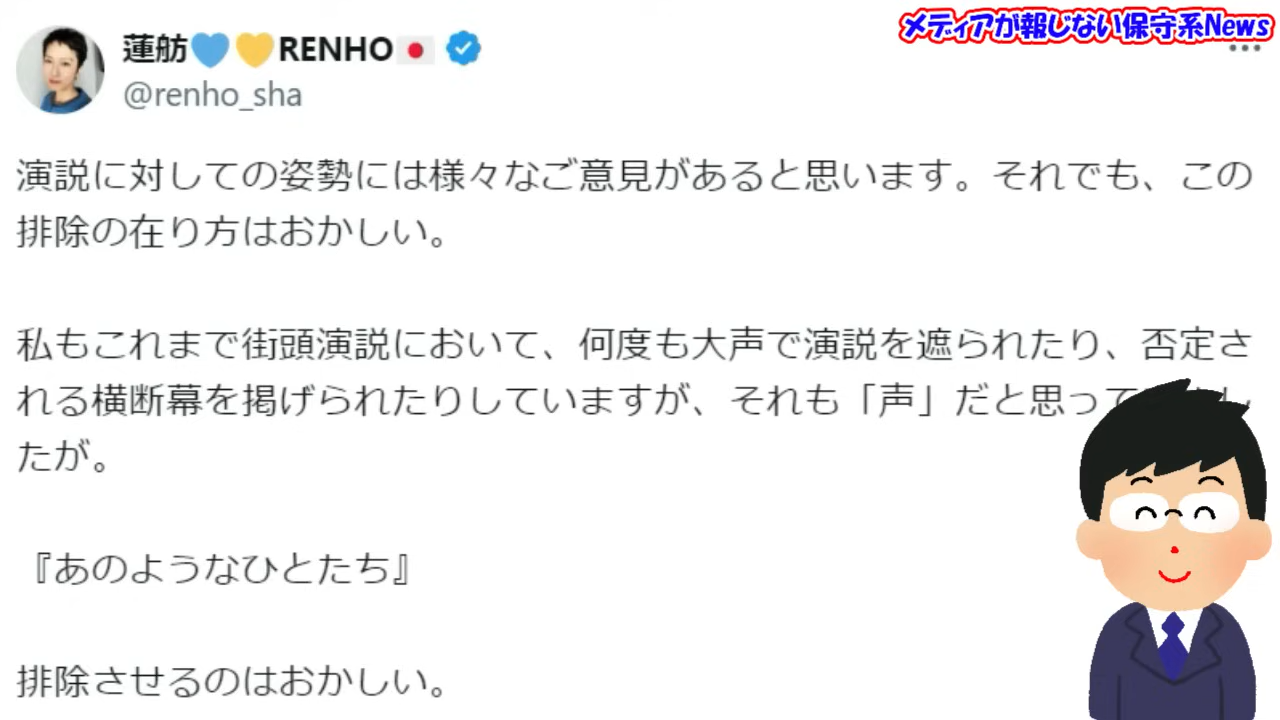 メディアが報じない保守系News
蓮舫💙💛RENHO🇯🇵
@renho_sha
演説に対しての姿勢には様々なご意見があると思います。それでも、この
排除の在り方はおかしい。
私もこれまで街頭演説において、何度も大声で演説を遮られたり、否定さ
れる横断幕を掲げられたりしていますが、それも「声」だと思って
たが。
『あのようなひとたち』
排除させるのはおかしい。